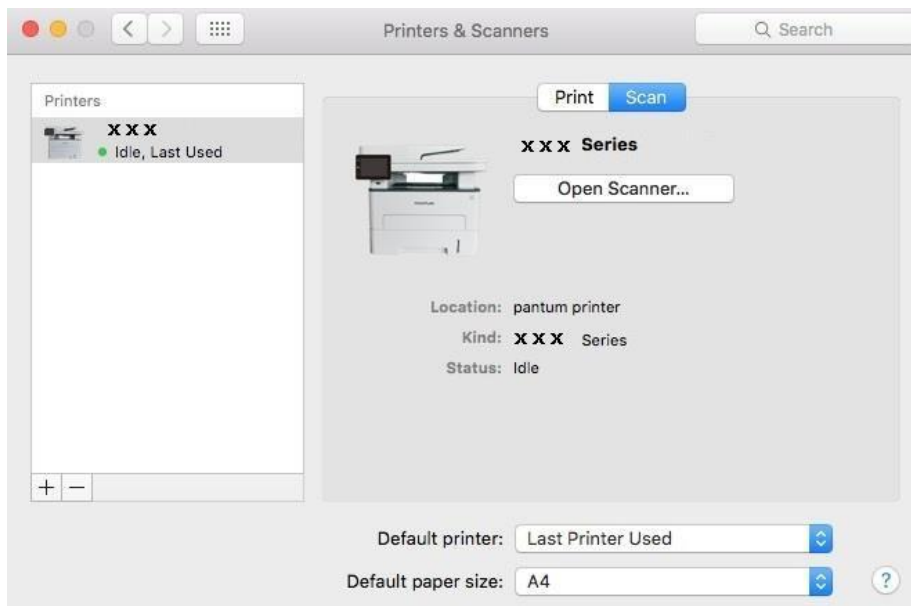 Printers & Scanners
Search
Printers
X X X
Idle, Last Used
Print Scan
X X X Series
Open Scanner...
PANTUM
Location: pantum printer
Kind: X X X Series
Status: Idle
+ −
Default printer: Last Printer Used
Default paper size: A4
?